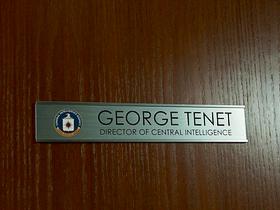 GEORGE TENET
DIRECTOR OF CENTRAL INTELLIGENCE